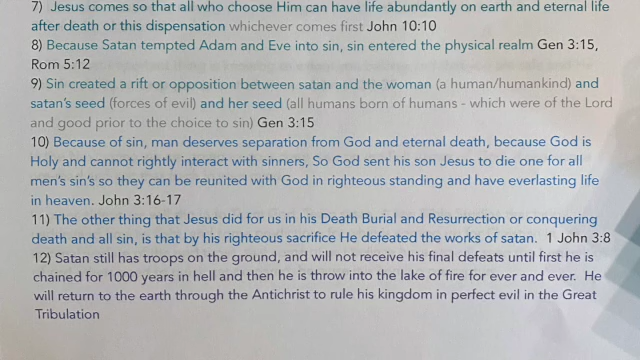 7) Jesus comes so that all who choose Him can have life abundantly on earth and eternal life
after death or this dispensation whichever comes first John 10:10
8) Because Satan tempted Adam and Eve into sin, sin entered the physical realm Gen 3:15,
Rom 5:12
9) Sin created a rift or opposition between satan and the woman (a human/humankind) and
satan's seed (forces of evil) and her seed (all humans born of humans - which were of the Lord
and good prior to the choice to sin) Gen 3:15
10) Because of sin, man deserves separation from God and eternal death, because God is
Holy and cannot rightly interact with sinners, So God sent his son Jesus to die one for all
men's sin's so they can be reunited with God in righteous standing and have everlasting life
in heaven. John 3:16-17
11) The other thing that Jesus did for us in his Death Burial and Resurrection or conquering
death and all sin, is that by his righteous sacrifice He defeated the works of satan. 1 John 3:8
12) Satan still has troops on the ground, and will not receive his final defeats until first he is
chained for 1000 years in hell and then he is throw into the lake of fire for ever and ever. He
will return to the earth through the Antichrist to rule his kingdom in perfect evil in the Great
Tribulation